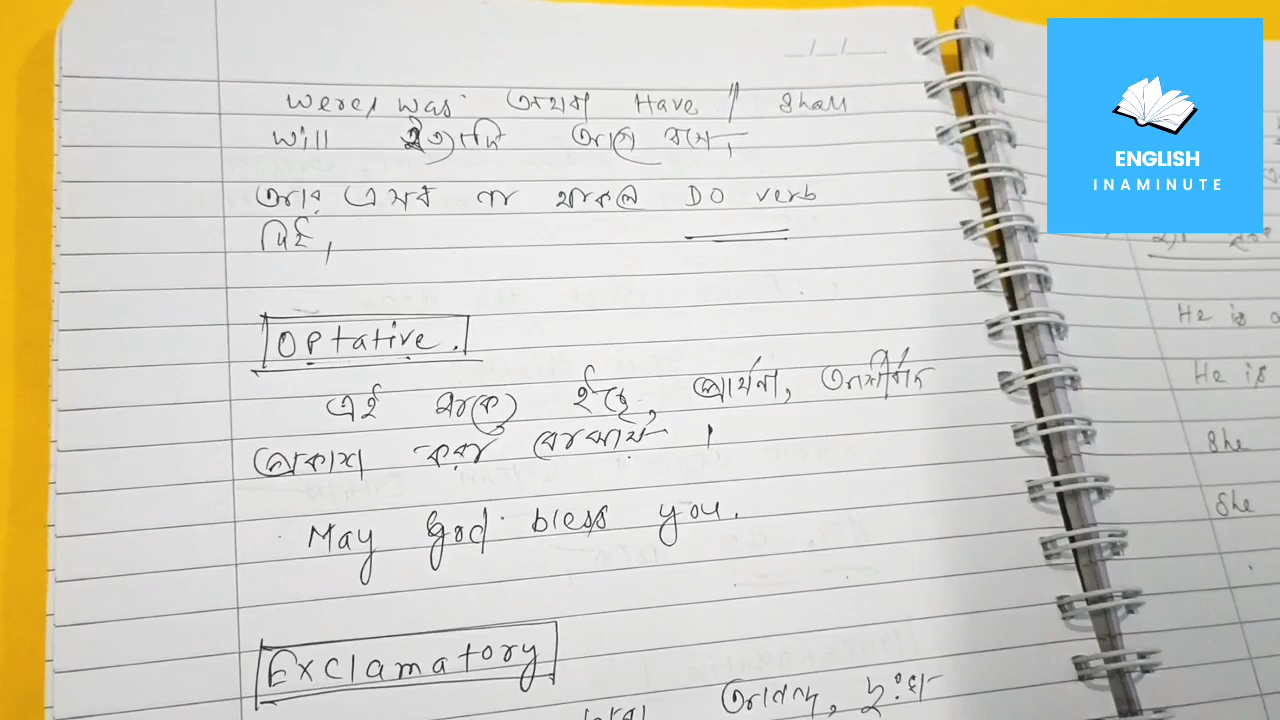 were, was অথবা Have, Shall
will ইত্যাদি আগে বসে,
আর এসব না থাকলে DO verb
দিই,
Optative.
এই ধরনের ইচ্ছে, প্রার্থনা, আশীর্বাদ
প্রকাশ করা বোঝায় ।
May God bless you.
Exclamatory
আনন্দ, দুঃখ
He is
He is
She
She
ENGLISH
INAMINUTE